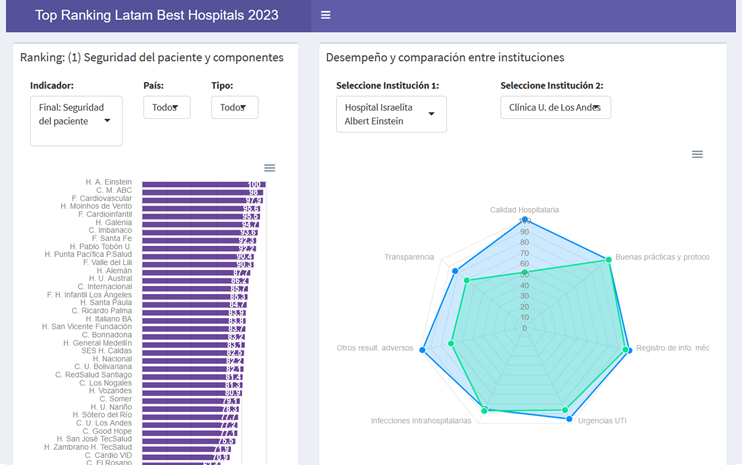 Top Ranking Latam Best Hospitals 2023
Ranking: (1) Seguridad del paciente y componentes
Indicador:
País:
Tipo:
Final: Seguridad
del paciente
Todos
Todos
H. A. Einstein 100
C. M. ABC 98
F. Cardiovascular 97.9
H. Moinhos de Vento 95.6
F. Cardioinfantil 95.5
H. Galenia 94.7
C. Imbanaco 93.6
F. Santa Fe 92.3
H. Pablo Tobón U. 92.2
H. Punta Pacífica P.Salud 90.4
F. Valle del Lili 90.3
H. Alemán 87.7
H. U. Austral 86.2
C. Internacional 85.7
F. H. Infantil Los Ángeles 85.3
H. Santa Paula 84.7
C. Ricardo Palma 83.9
H. Italiano BA 83.8
H. San Vicente Fundación 83.7
C. Bonnadona 83.2
H. General Medellín 83.1
SES H. Caldas 82.5
H. Nacional 82.2
C. U. Bolivariana 82.1
C. RedSalud Santiago 81.4
C. Los Nogales 81.3
H. Vozandes 80.9
C. Somer 79.1
H. U. Nariño 78.3
H. Sótero del Río 77.7
C. U. Los Andes 77.2
C. Good Hope 77.1
H. San José TecSalud 75.5
H. Zambrano H. TecSalud 71.9
C. Cardio VID 70.9
C. El Rosario
Desempeño y comparación entre instituciones
Seleccione Institución 1:
Seleccione Institución 2:
Hospital Israelita
Albert Einstein
Clínica U. de Los Andes
Calidad Hospitalaria
100
90
80
70
60
50
40
30
20
10
0
Transparencia
Buenas prácticas y protoco
Otros result. adversos
Registro de info. méc
Infecciones Intrahospitalarias
Urgencias UTI